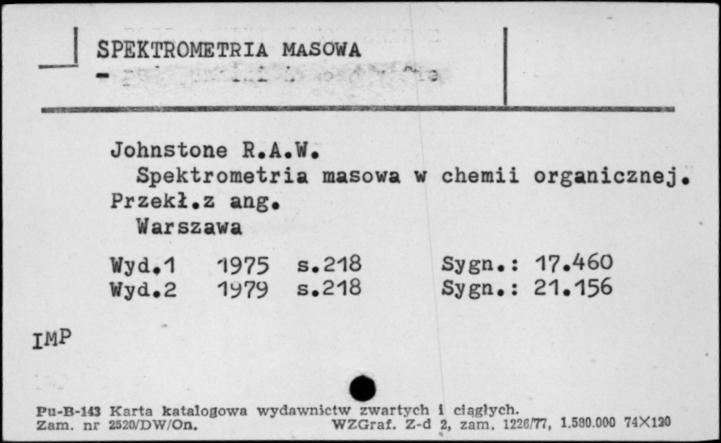 SPEKTROMETRIA MASOWA
-
Johnstone R.A.W.
Spektrometria masowa w chemii organicznej.
Przekł.z ang.
Warszawa
Wyd.1 1975 s.218 Sygn.: 17.460
Wyd.2 1979 s.218 Sygn.: 21.156
IMP
Pu-B-143 Karta katalogowa wydawnictw zwartych i ciągłych.
Zam. nr 2520/DW/On. WZGraf. Z-d 2, zam. 1226/77, 1.580.000 74X120